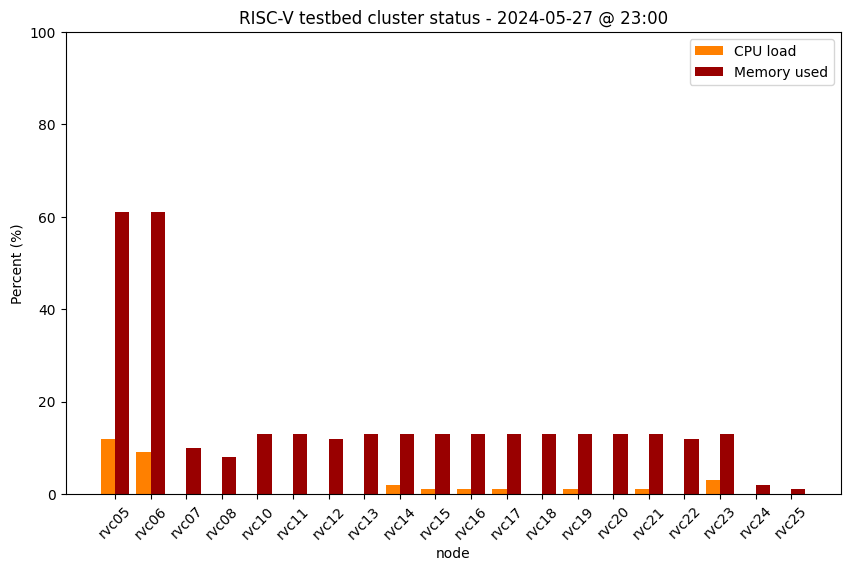 RISC-V testbed cluster status - 2024-05-27 @ 23:00
CPU load
Memory used
Percent (%)
100
80
60
40
20
0
rvc05 rvc06 rvc07 rvc08 rvc10 rvc11 rvc12 rvc13 rvc14 rvc15 rvc16 rvc17 rvc18 rvc19 rvc20 rvc21 rvc22 rvc23 rvc24 rvc25
node